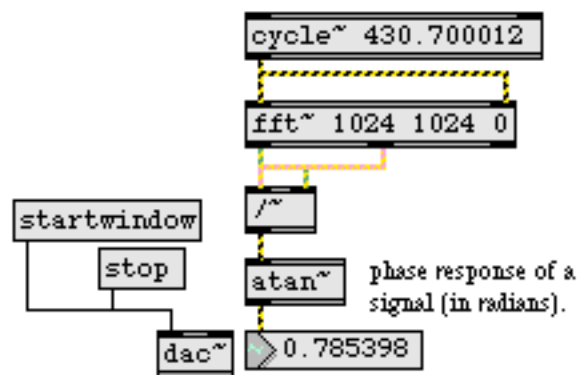 cycle~ 430.700012
fft~ 1024 1024 0
/~
startwindow
stop
atan~
phase response of a
signal (in radians).
dac~
~ 0.785398